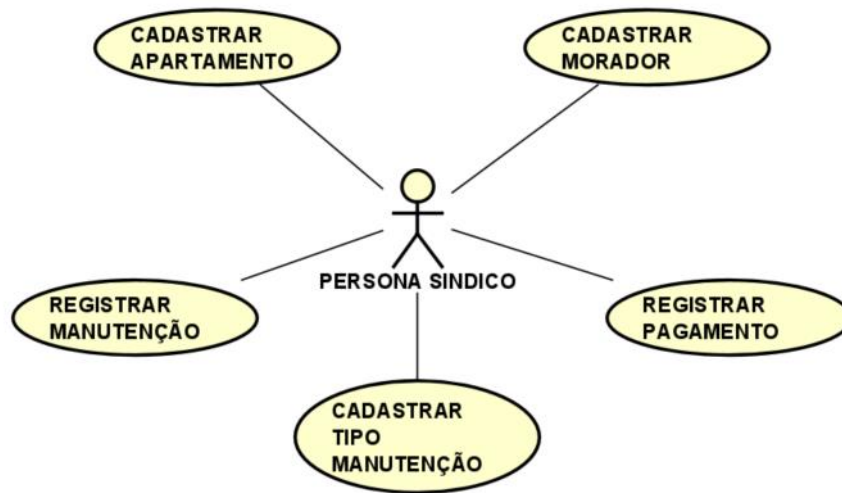 CADASTRAR
APARTAMENTO
CADASTRAR
MORADOR
PERSONA SINDICO
REGISTRAR
MANUTENÇÃO
REGISTRAR
PAGAMENTO
CADASTRAR
TIPO
MANUTENÇÃO